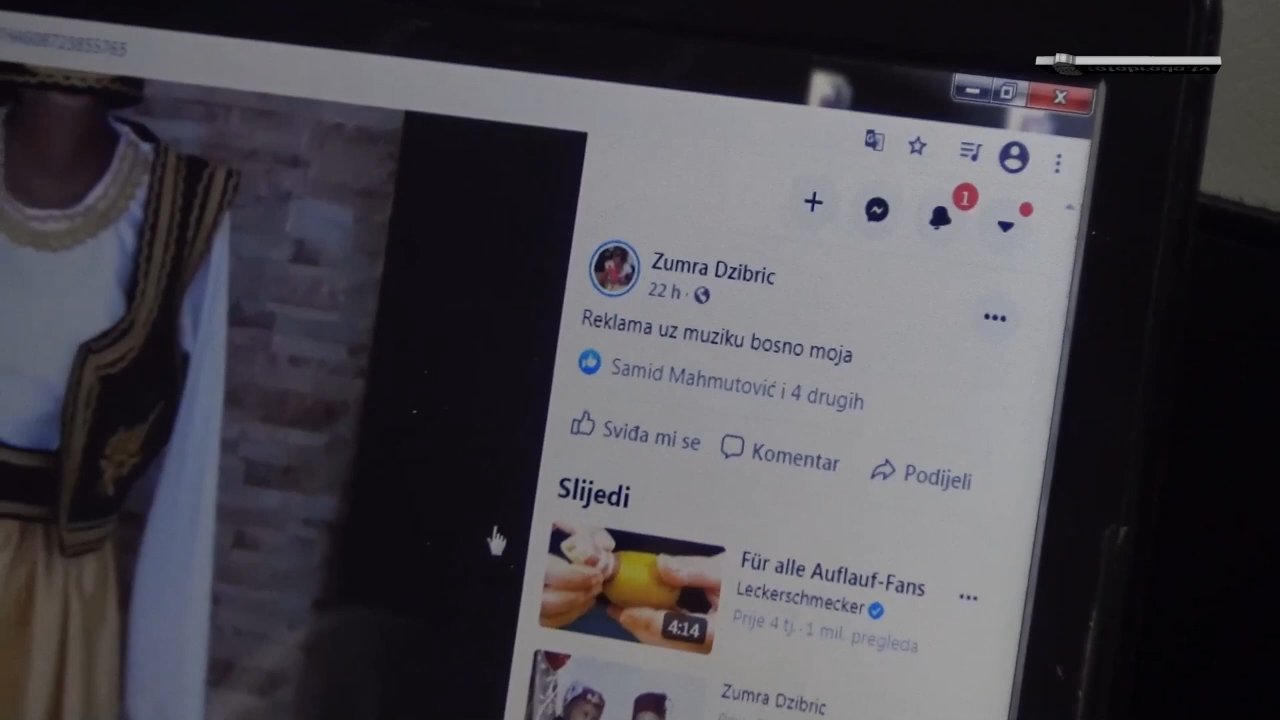 1
Zumra Dzibric
22 h ·
Reklama uz muziku bosno moja
Samid Mahmutović i 4 drugih
Sviđa mi se
Komentar
Podijeli
Slijedi
4:14
Für alle Auflauf-Fans
Leckerschmecker
Prije 4 tj. · 1 mil. pregleda
Zumra Dzibric